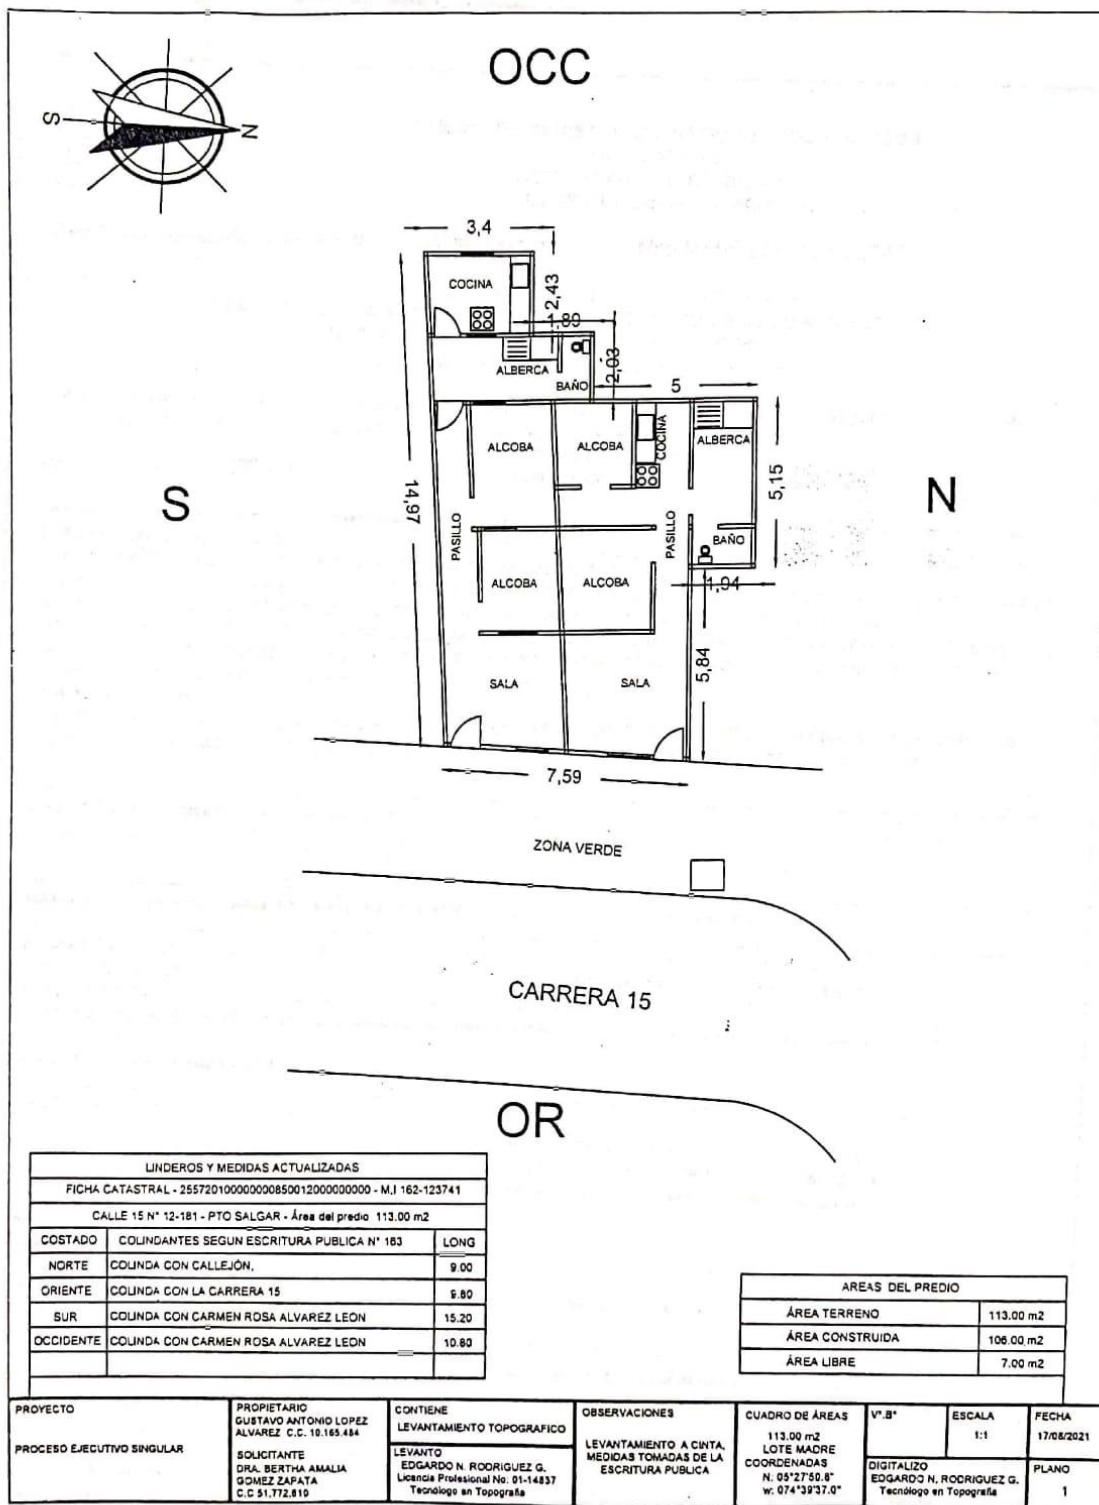 OCC
S
N
3,4
COCINA
2,43
1,89
ALBERCA
2,03
BAÑO
5
ALCOBA
ALCOBA
COCINA
ALBERCA
S
14,97
PASILLO
PASILLO
5,15
N
BAÑO
ALCOBA
ALCOBA
1,94
5,84
SALA
SALA
7,59
ZONA VERDE
CARRERA 15
OR
LINDEROS Y MEDIDAS ACTUALIZADAS
M.I 162-123741
CALLE 15 N° 12-181 - PTO SALGAR - Área del predio 113.00 m2
COSTADO COLINDANTES SEGUN ESCRITURA PUBLICA N° 183 LONG
NORTE COLINDA CON CALLEJÓN, 9.00
ORIENTE COLINDA CON LA CARRERA 15 9.80
SUR COLINDA CON CARMEN ROSA ALVAREZ LEÓN 15.20
OCCIDENTE COLINDA CON CARMEN ROSA ALVAREZ LEÓN 10.80
AREAS DEL PREDIO
ÁREA TERRENO 113.00 m2
ÁREA CONSTRUIDA 106.00 m2
ÁREA LIBRE 7.00 m2
PROYECTO
PROCESO EJECUTIVO SINGULAR
PROPIETARIO
GUSTAVO ANTONIO LOPEZ
ALVAREZ C.C. 10.165.484
SOLICITANTE
DRA. BERTHA AMALIA
GOMEZ ZAPATA
C.C 51,772,810
CONTIENE
LEVANTAMIENTO TOPOGRAFICO
LEVANTO
EDGARDO N. RODRIGUEZ G.
Licencia Profesional No: 01-14837
Tecnólogo en Topografía
OBSERVACIONES
LEVANTAMIENTO A CINTA,
MEDIDAS TOMADAS DE LA
ESCRITURA PUBLICA
CUADRO DE ÁREAS
113.00 m2
LOTE MADRE
COORDENADAS
N: 05°27'50.8"
w: 074°39'37.0"
V°.B°
ESCALA
1:1
FECHA
17/08/2021
DIGITALIZO
EDGARDO N. RODRIGUEZ G.
Tecnólogo en Topografía
PLANO
1